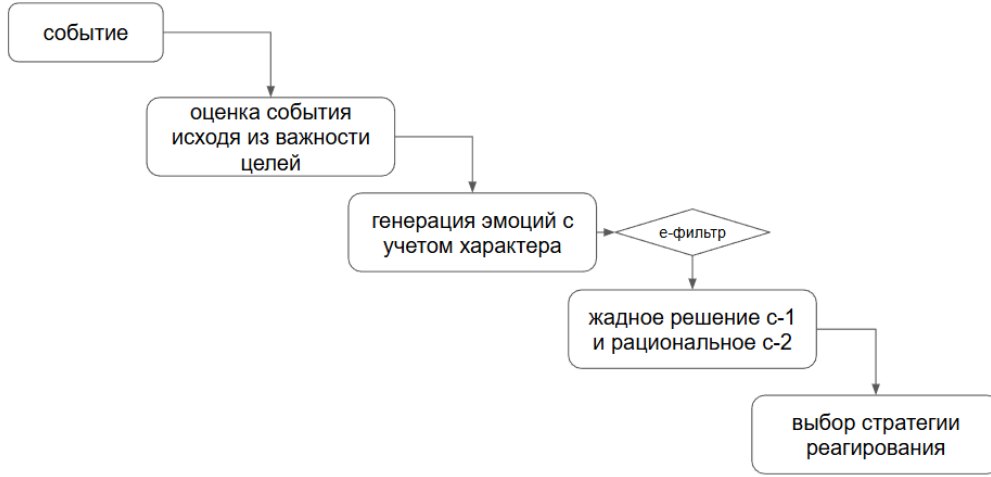 событие
оценка события
исходя из важности
целей
генерация эмоций с
учетом характера
е-фильтр
жадное решение с-1
и рациональное с-2
выбор стратегии
реагирования